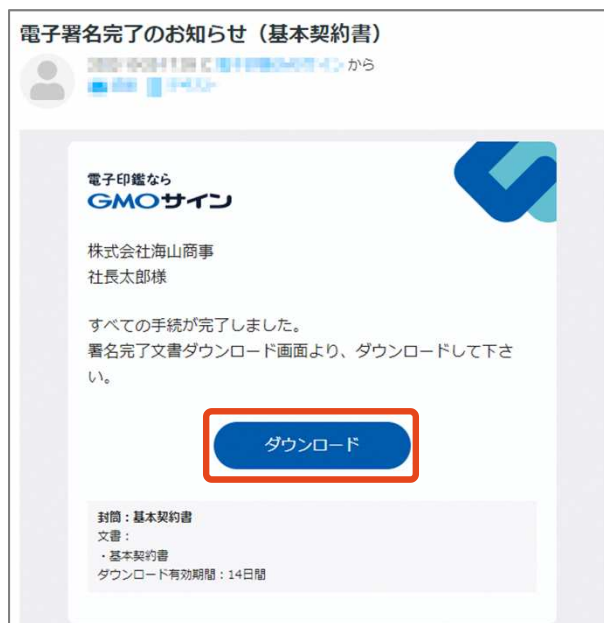 電子署名完了のお知らせ（基本契約書）
から
電子印鑑なら
GMOサイン
株式会社海山商事
社長太郎様
すべての手続が完了しました。
署名完了文書ダウンロード画面より、ダウンロードして下さ
い。
ダウンロード
封筒：基本契約書
文書：
・基本契約書
ダウンロード有効期間：14日間